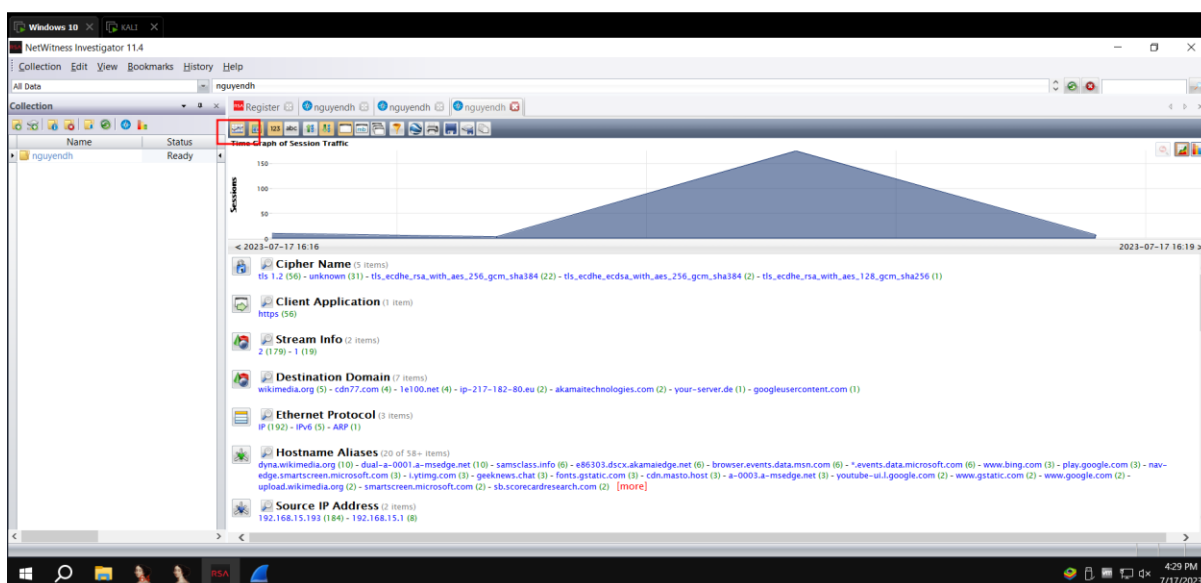 Windows 10 KALI
RSA NetWitness Investigator 11.4
Collection Edit View Bookmarks History Help
All Data nguyendh
Collection RSA Register nguyendh nguyendh nguyendh
123 abc
Name Status
nguyendh Ready
Time Graph of Session Traffic
Sessions
150
100
50
0
< 2023-07-17 16:16 2023-07-17 16:19 >
Cipher Name (5 items)
tls 1.2 (56) - unknown (31) - tls_ecdhe_rsa_with_aes_256_gcm_sha384 (22) - tls_ecdhe_ecdsa_with_aes_256_gcm_sha384 (2) - tls_ecdhe_rsa_with_aes_128_gcm_sha256 (1)
Client Application (1 item)
https (56)
Stream Info (2 items)
2 (179) - 1 (19)
Destination Domain (7 items)
wikimedia.org (5) - cdn77.com (4) - 1e100.net (4) - ip-217-182-80.eu (2) - akamaitechnologies.com (2) - your-server.de (1) - googleusercontent.com (1)
Ethernet Protocol (3 items)
IP (192) - IPv6 (5) - ARP (1)
Hostname Aliases (20 of 58+ items)
dyna.wikimedia.org (10) - dual-a-0001.a-msedge.net (10) - samsclass.info (6) - e86303.dscx.akamaiedge.net (6) - browser.events.data.msn.com (6) - *.events.data.microsoft.com (6) - www.bing.com (3) - play.google.com (3) - nav-
edge.smartscreen.microsoft.com (3) - i.ytimg.com (3) - geeknews.chat (3) - fonts.gstatic.com (3) - cdn.masto.host (3) - a-0003.a-msedge.net (3) - youtube-ui.l.google.com (2) - www.gstatic.com (2) - www.google.com (2) -
upload.wikimedia.org (2) - smartscreen.microsoft.com (2) - sb.scorecardresearch.com (2) [more]
Source IP Address (2 items)
192.168.15.193 (184) - 192.168.15.1 (8)
RSA
4:29 PM